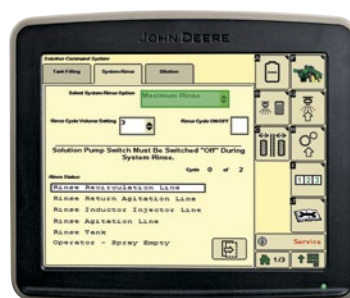 JOHN DEERE
Solution Command System
Tank Filling System Rinse Dilution
Select System Rinse Option Maximum Rinse
Rinse Cycle Volume Setting 3 Rinse Cycle ON/OFF
Solution Pump Switch Must Be Switched "Off" During
System Rinse.
Cycle 0 of 2
Rinse Status:
Rinse Recirculation Line
Rinse Return Agitation Line
Rinse Inductor Injector Line
Rinse Agitation Line
Rinse Tank
Operator - Spray Empty
123
Service
1/3